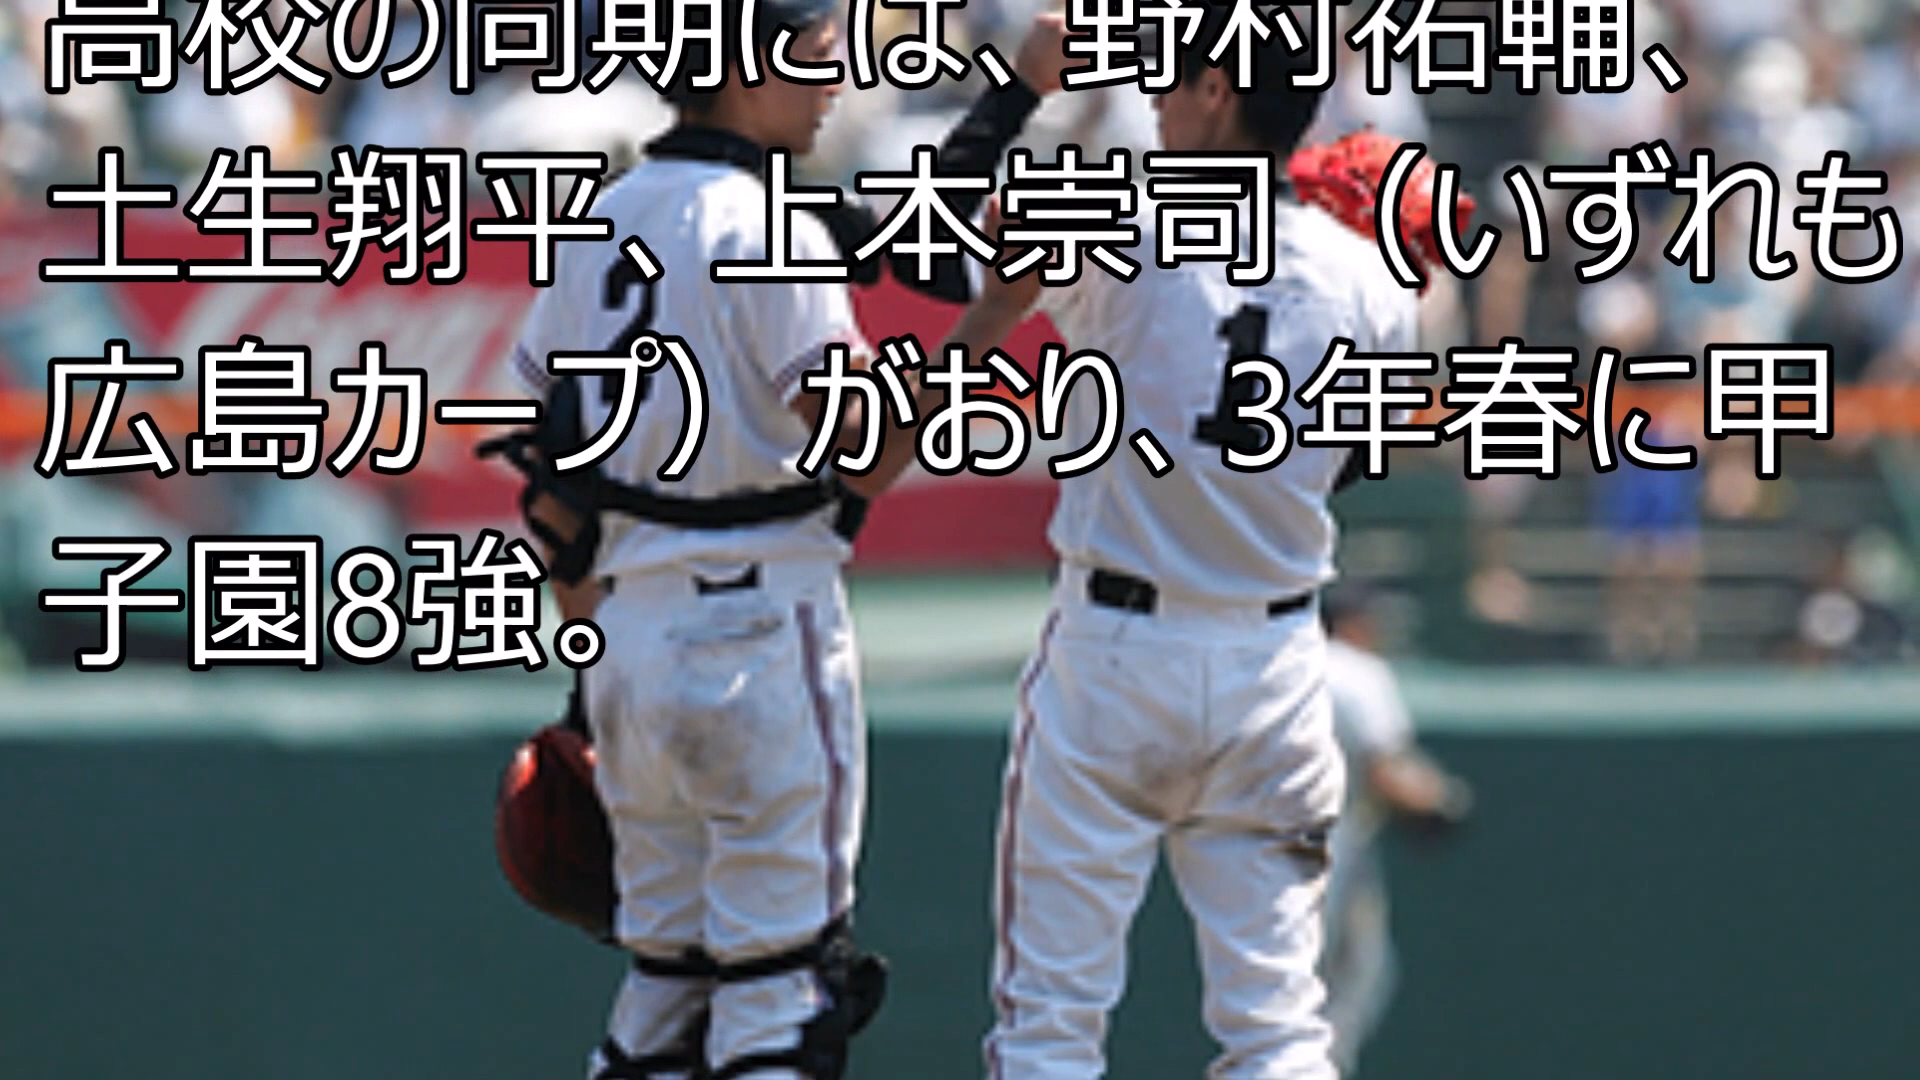 高校の同期には、野村祐輔、
土生翔平、上本崇司（いずれも
広島カープ）がおり、3年春に甲
子園8強。
2
1